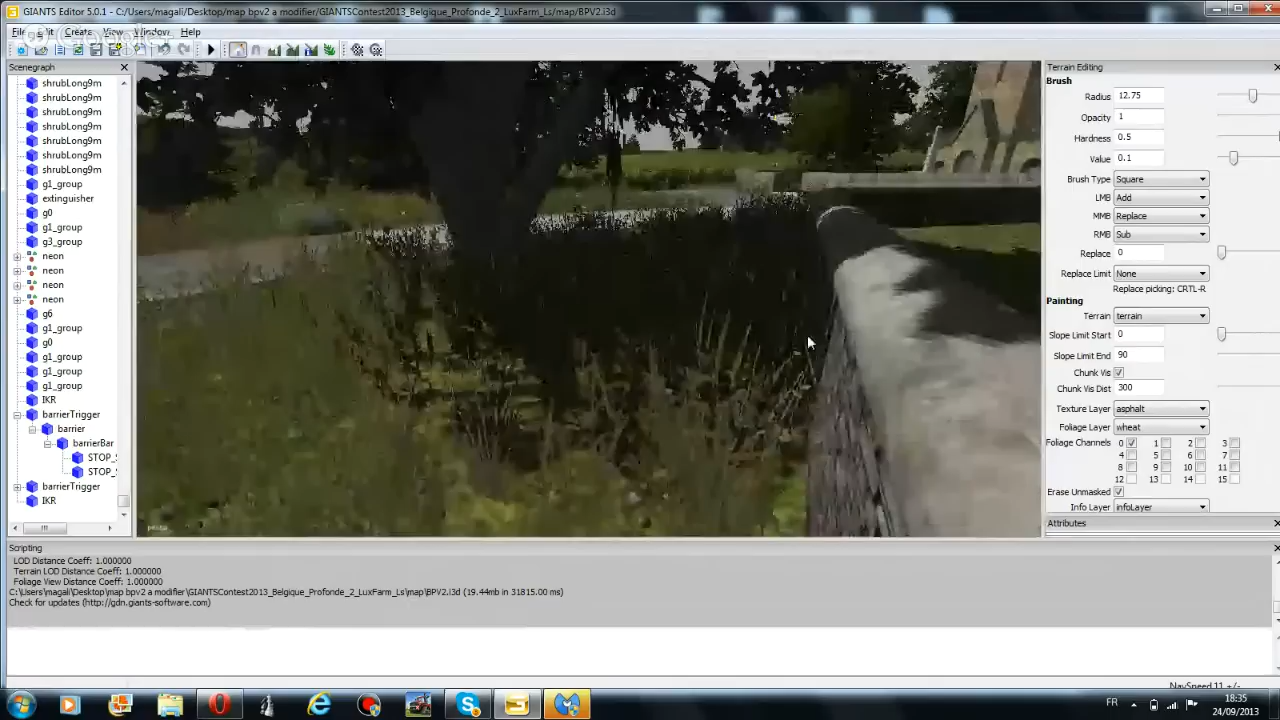 GIANTS Editor 5.0.1 - C:/Users/magali/Desktop/map bpv2 a modifier/GIANTSContest2013_Belgique_Profonde_2_LuxFarm_Ls/map/BPV2.i3d
Create View Window Help
Scenegraph
shrubLong9m
shrubLong9m
shrubLong9m
shrubLong9m
shrubLong9m
shrubLong9m
shrubLong9m
g1_group
extinguisher
g0
g1_group
g3_group
neon
neon
neon
neon
g6
g1_group
g0
g1_group
g1_group
g1_group
IKR
barrierTrigger
barrier
barrierBar
STOP_
STOP_
barrierTrigger
IKR
persp
Terrain Editing
Brush
Radius 12.75
Opacity 1
Hardness 0.5
Value 0.1
Brush Type Square
LMB Add
MMB Replace
RMB Sub
Replace 0
Replace Limit None
Replace picking: CRTL-R
Painting
Terrain terrain
Slope Limit Start 0
Slope Limit End 90
Chunk Vis
Chunk Vis Dist 300
Texture Layer asphalt
Foliage Layer wheat
Foliage Channels 0 1 2 3
4 5 6 7
8 9 10 11
12 13 14 15
Erase Unmasked
Info Layer infoLayer
Attributes
Scripting
LOD Distance Coeff: 1.000000
Terrain LOD Distance Coeff: 1.000000
Foliage View Distance Coeff: 1.000000
C:\Users\magali\Desktop\map bpv2 a modifier\GIANTSContest2013_Belgique_Profonde_2_LuxFarm_Ls\map\BPV2.i3d (19.44mb in 31815.00 ms)
Check for updates (http://gdn.giants-software.com)
NavSpeed 11 +/-
FR
18:35
24/09/2013